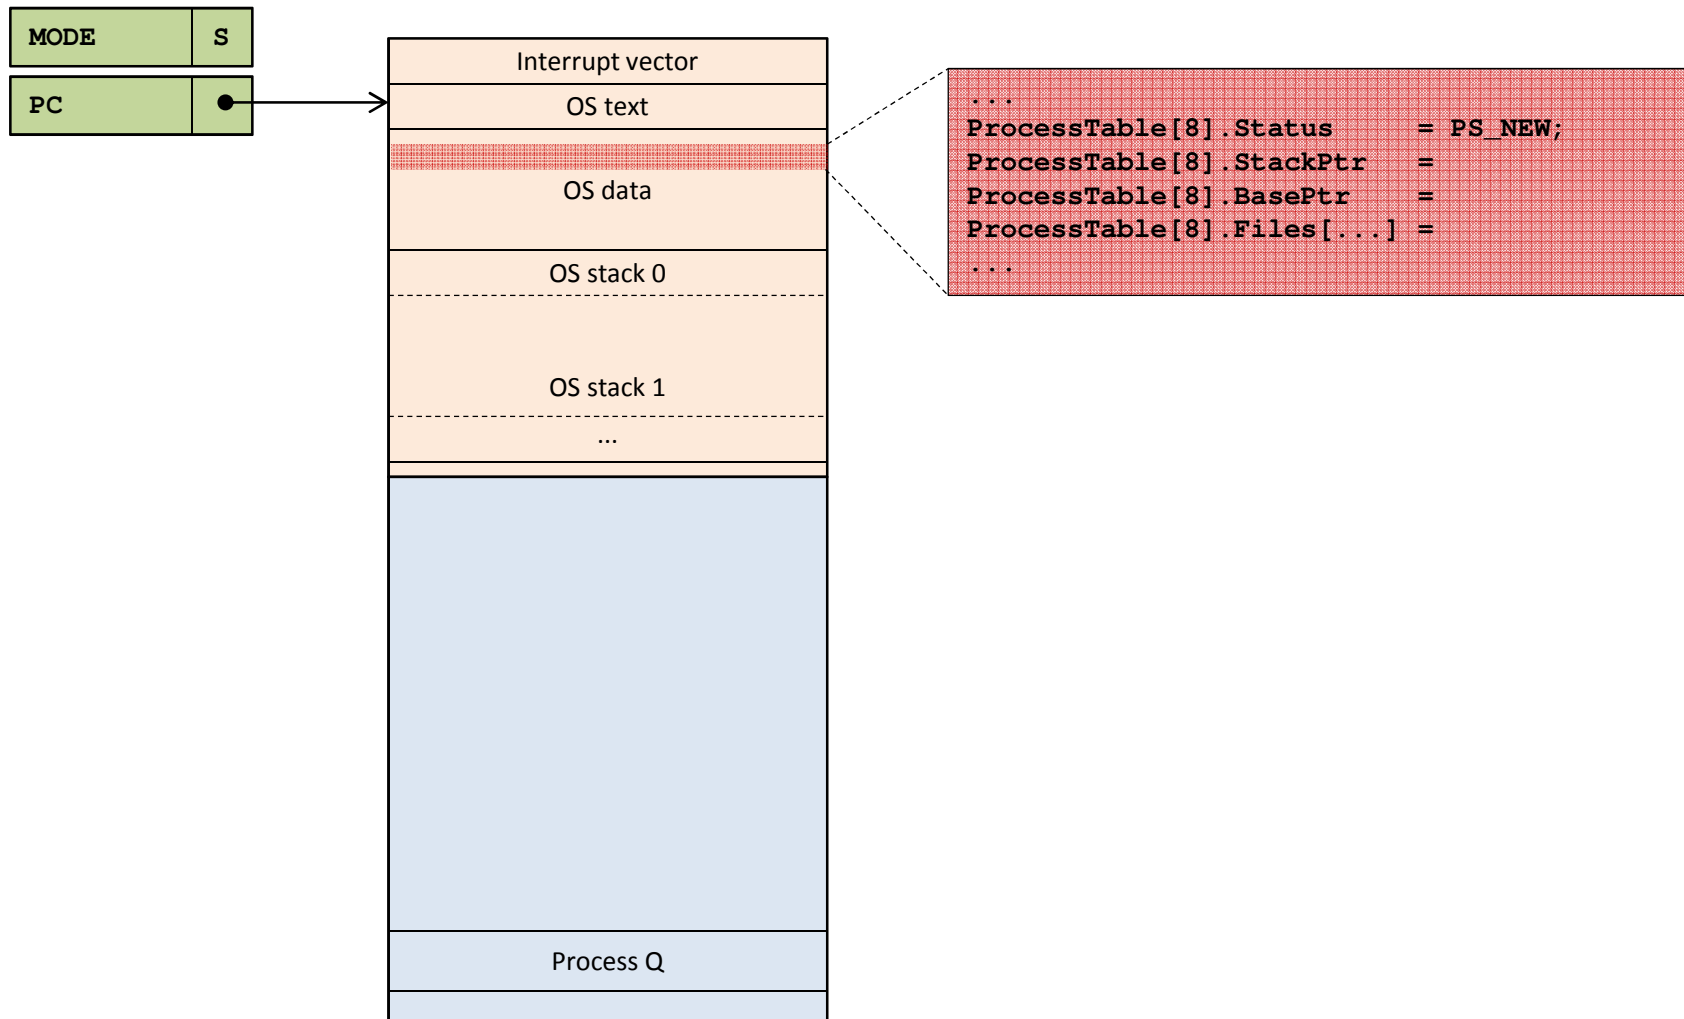 MODE S
PC
Interrupt vector
OS text
OS data
OS stack 0
OS stack 1
...
Process Q
...
ProcessTable[8].Status = PS_NEW;
ProcessTable[8].StackPtr =
ProcessTable[8].BasePtr =
ProcessTable[8].Files[...] =
...